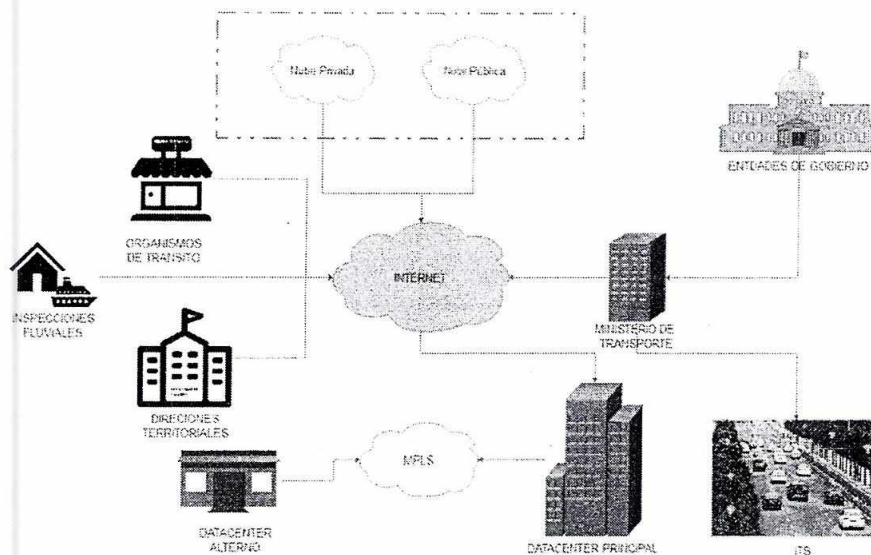 Nube Privada
Nube Pública
ENTIDADES DE GOBIERNO
ORGANISMOS
DE TRÁNSITO
INTERNET
INSPECCIONES
FLUVIALES
MINISTERIO DE
TRANSPORTE
DIRECIONES
TERRITORIALES
MPLS
DATACENTER
ALTERNO
DATACENTER PRINCIPAL
ITS